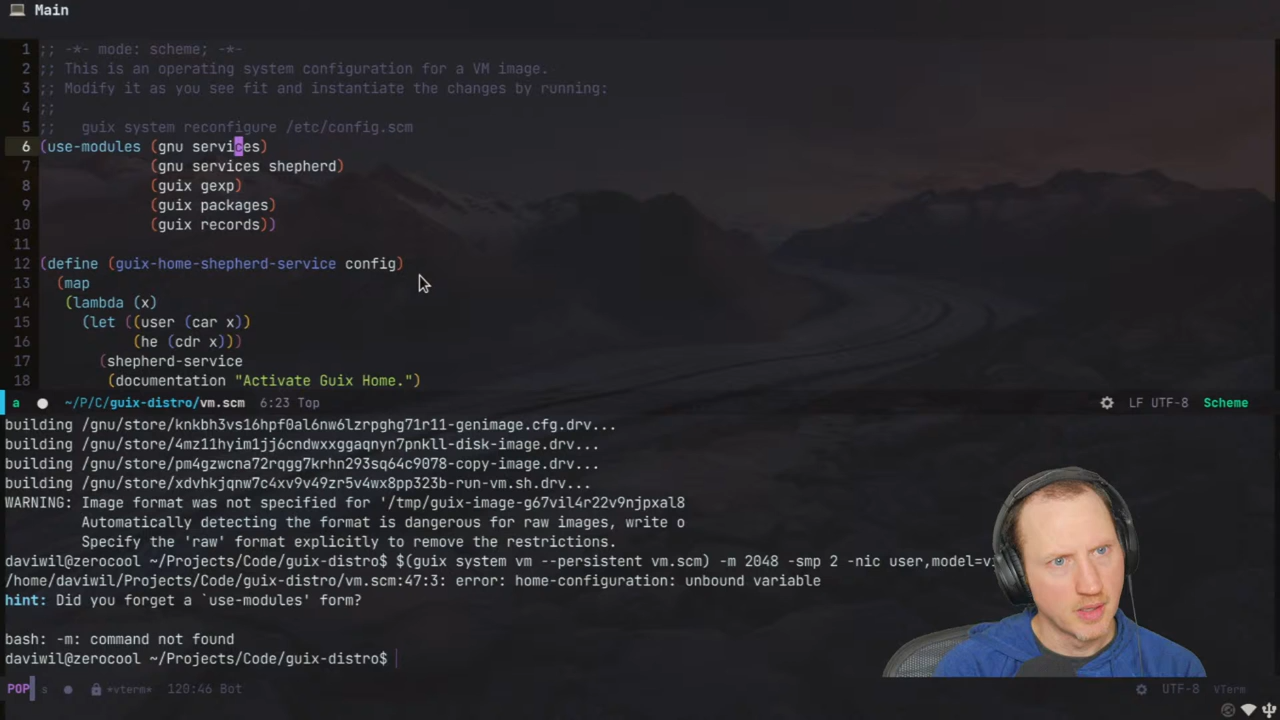 Main
1 ;; -*- mode: scheme; -*-
2 ;; This is an operating system configuration for a VM image.
3 ;; Modify it as you see fit and instantiate the changes by running:
4 ;;
5 ;;   guix system reconfigure /etc/config.scm
6 (use-modules (gnu services)
7              (gnu services shepherd)
8              (guix gexp)
9              (guix packages)
10              (guix records))
11
12 (define (guix-home-shepherd-service config)
13   (map
14    (lambda (x)
15      (let ((user (car x))
16            (he (cdr x)))
17        (shepherd-service
18         (documentation "Activate Guix Home.")
a ~/P/C/guix-distro/vm.scm 6:23 Top LF UTF-8 Scheme
building /gnu/store/knkbh3vs16hpf0al6nw6lzrpghg71r11-genimage.cfg.drv...
building /gnu/store/4mz11hyim1jj6cndwxxggaqnyn7pnkll-disk-image.drv...
building /gnu/store/pm4gzwcna72rqgg7krhn293sq64c9078-copy-image.drv...
building /gnu/store/xdvhkjqnw7c4xv9v49zr5v4wx8pp323b-run-vm.sh.drv...
WARNING: Image format was not specified for '/tmp/guix-image-g67vil4r22v9njpxal8
         Automatically detecting the format is dangerous for raw images, write o
         Specify the 'raw' format explicitly to remove the restrictions.
daviwil@zerocool ~/Projects/Code/guix-distro$ $(guix system vm --persistent vm.scm) -m 2048 -smp 2 -nic user,model=vi
/home/daviwil/Projects/Code/guix-distro/vm.scm:47:3: error: home-configuration: unbound variable
hint: Did you forget a `use-modules' form?
bash: -m: command not found
daviwil@zerocool ~/Projects/Code/guix-distro$
POP s *vterm* 120:46 Bot UTF-8 VTerm